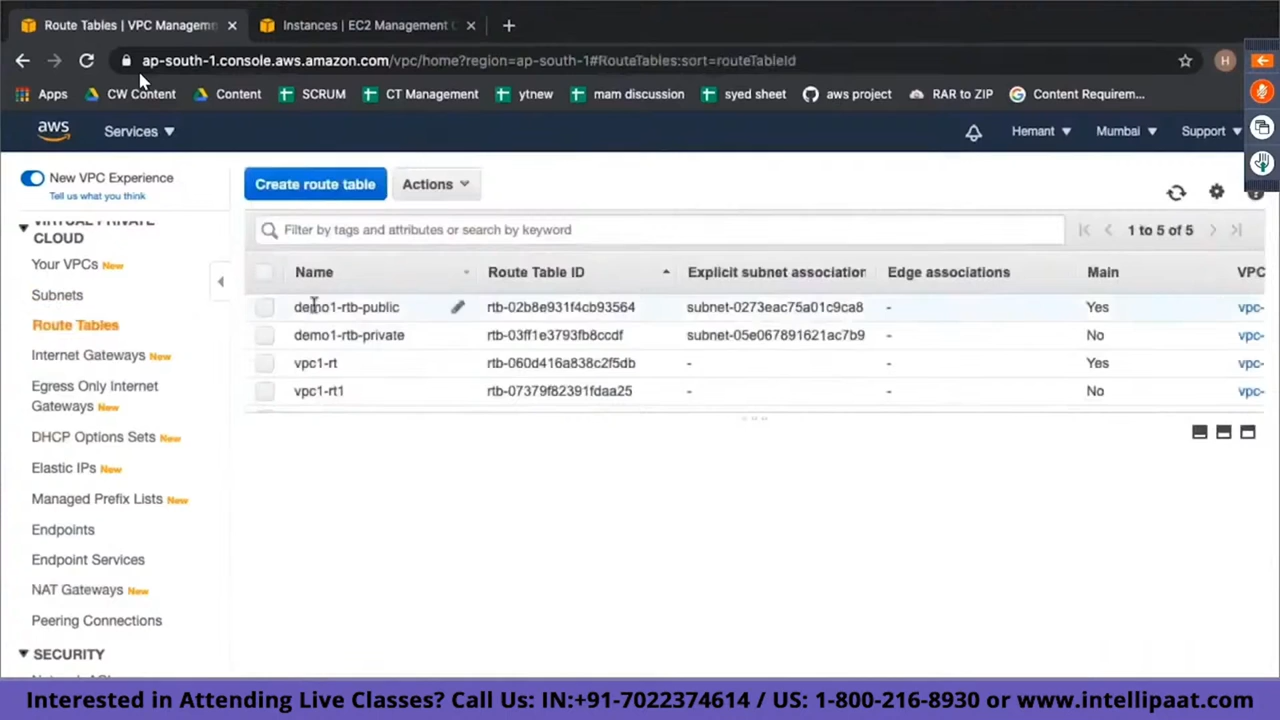 Route Tables | VPC Managem
Instances | EC2 Management C
ap-south-1.console.aws.amazon.com/vpc/home?region=ap-south-1#RouteTables:sort=routeTableId
H
Apps
CW Content
Content
SCRUM
CT Management
ytnew
mam discussion
syed sheet
aws project
RAR to ZIP
Content Requirem...
aws
Services
Hemant
Mumbai
Support
New VPC Experience
Tell us what you think
VIRTUAL PRIVATE
CLOUD
Your VPCs New
Subnets
Route Tables
Internet Gateways New
Egress Only Internet
Gateways New
DHCP Options Sets New
Elastic IPs New
Managed Prefix Lists New
Endpoints
Endpoint Services
NAT Gateways New
Peering Connections
SECURITY
Create route table
Actions
Filter by tags and attributes or search by keyword
1 to 5 of 5
Name Route Table ID Explicit subnet association Edge associations Main VPC
demo1-rtb-public rtb-02b8e931f4cb93564 subnet-0273eac75a01c9ca8 - Yes vpc-
demo1-rtb-private rtb-03ff1e3793fb8ccdf subnet-05e067891621ac7b9 - No vpc-
vpc1-rt rtb-060d416a838c2f5db - - Yes vpc-
vpc1-rt1 rtb-07379f82391fdaa25 - - No vpc-
Interested in Attending Live Classes? Call Us: IN:+91-7022374614 / US: 1-800-216-8930 or www.intellipaat.com